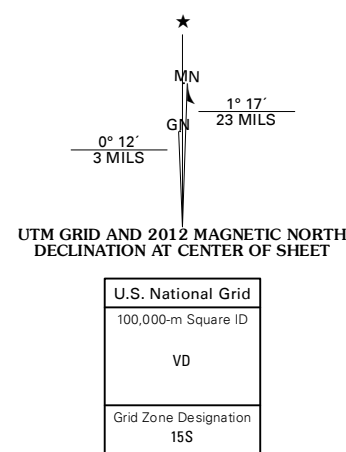 ★
MN
1° 17´
23 MILS
GN
0° 12´
3 MILS
UTM GRID AND 2012 MAGNETIC NORTH
DECLINATION AT CENTER OF SHEET
U.S. National Grid
100,000-m Square ID
VD
Grid Zone Designation
15S